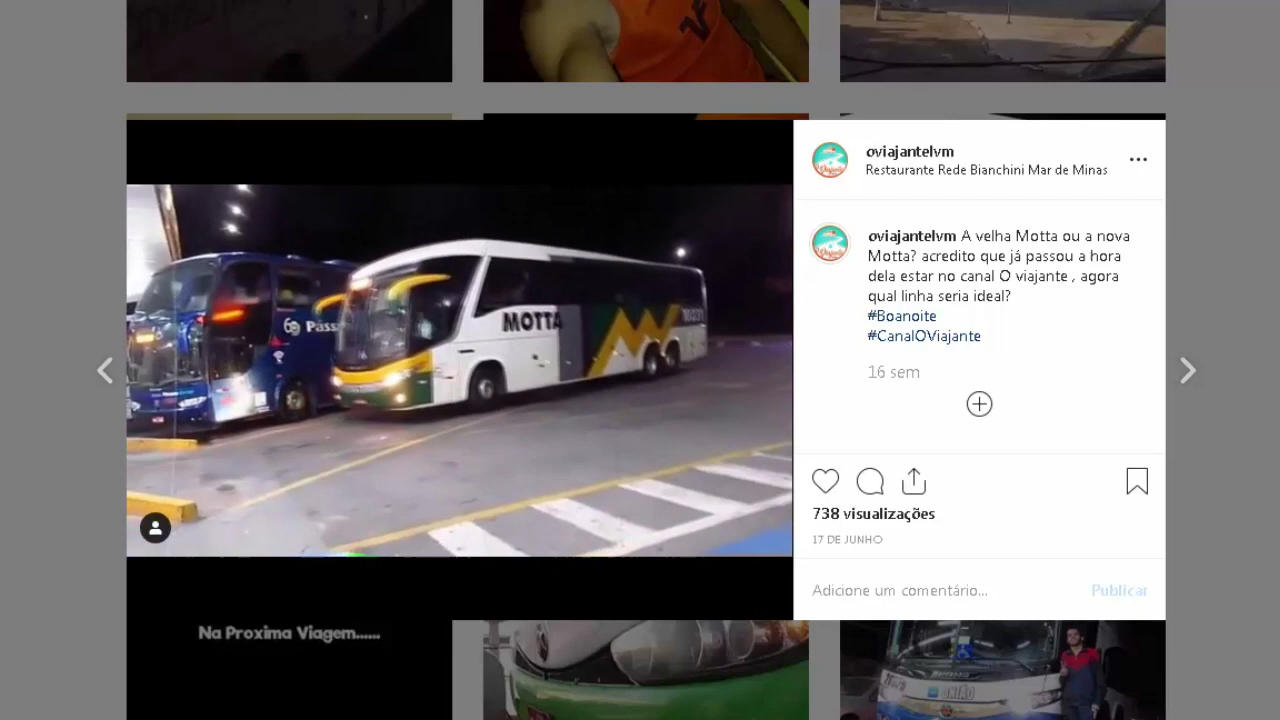 oviajantelvm
Restaurante Rede Bianchini Mar de Minas
oviajantelvm A velha Motta ou a nova
Motta? acredito que já passou a hora
dela estar no canal O viajante , agora
qual linha seria ideal?
#Boanoite
#CanalOViajante
16 sem
MOTTA
738 visualizações
17 DE JUNHO
Adicione um comentário... Publicar
Na Proxima Viagem......
UNIÃO